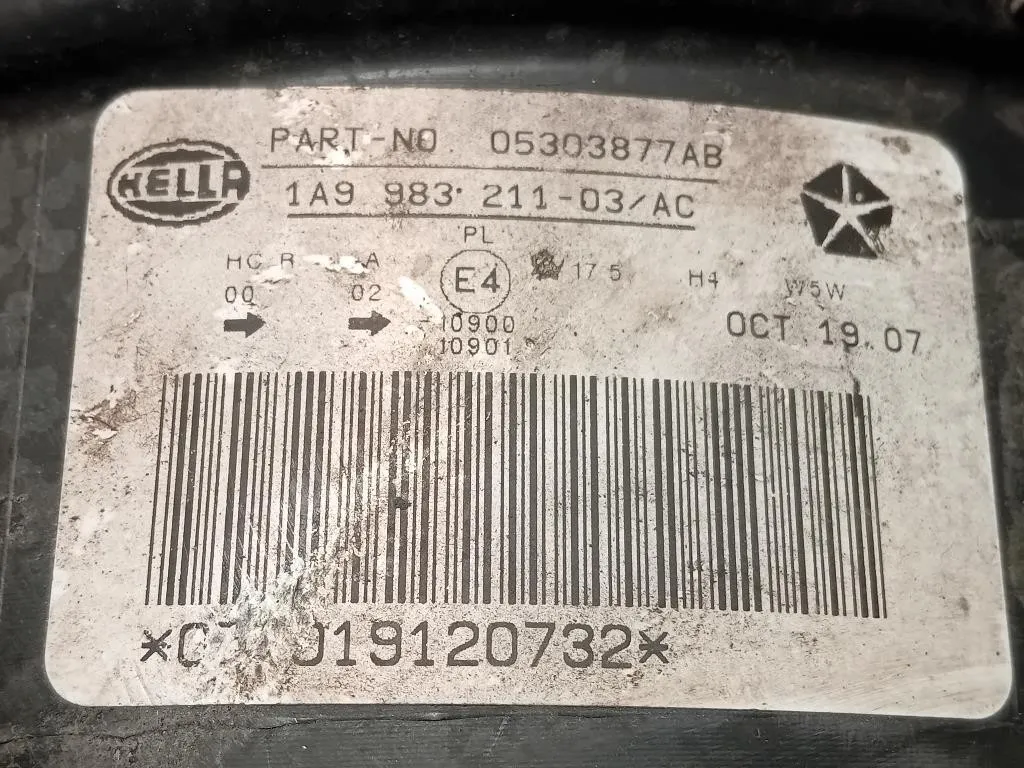 HELLA
PART-NO 05303877AB
1A9 983 211-03/AC
PL
HC R A E4 17 5 H4 W5W
00 02
10900
10901
OCT 19 07
019120732*